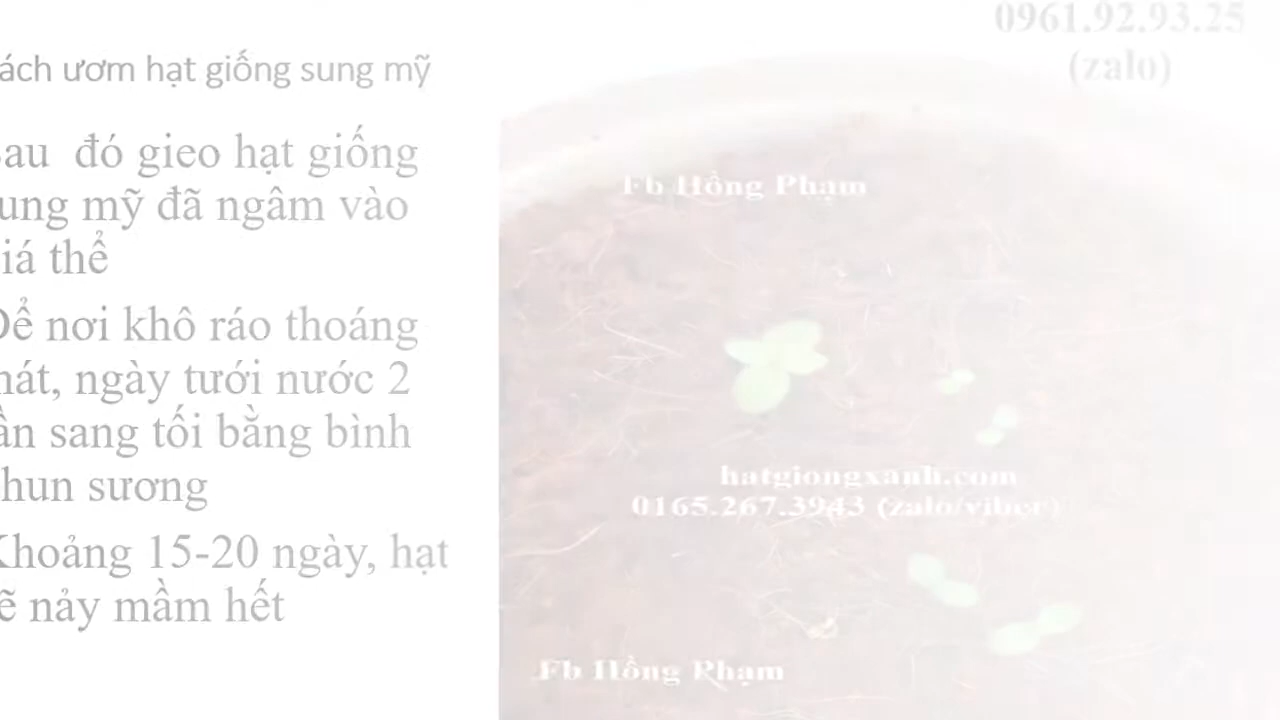 0961.92.93.25
(zalo)
ách ươm hạt giống sung mỹ
au đó gieo hạt giống
ung mỹ đã ngâm vào
iá thể
Để nơi khô ráo thoáng
mát, ngày tưới nước 2
ần sang tối bằng bình
hun sương
Khoảng 15-20 ngày, hạt
ẽ nảy mầm hết
Fb Hồng Phạm
hatgiongxanh.com
0165.267.3943 (zalo/viber)
Fb Hồng Phạm